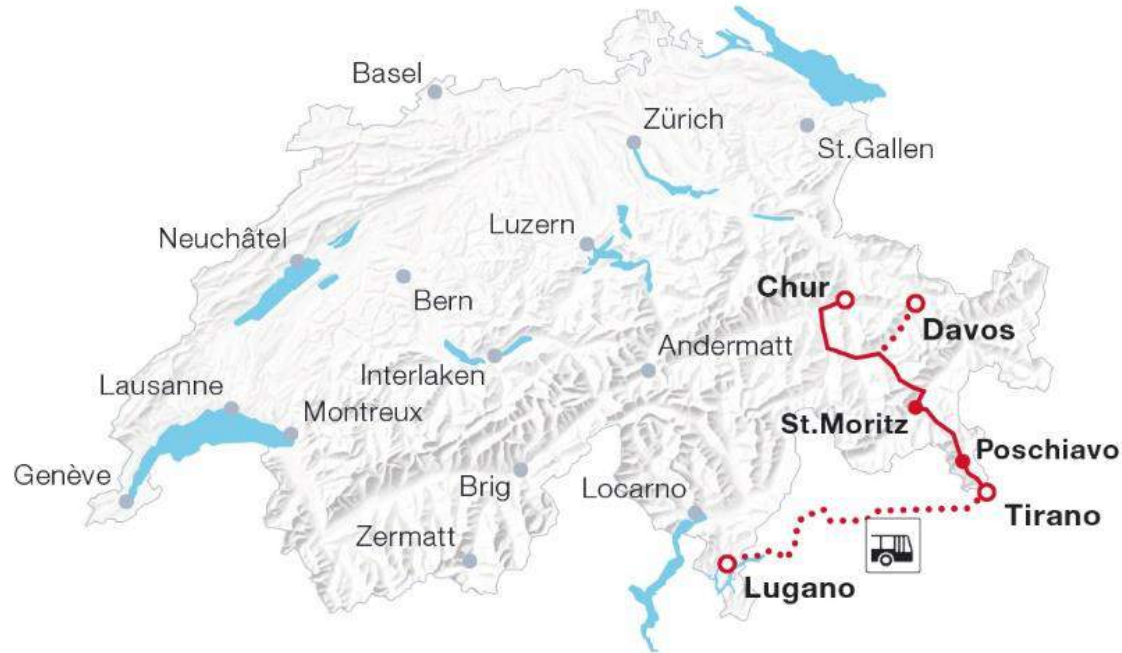 Basel
Zürich
St.Gallen
Neuchâtel
Luzern
Bern
Chur
Davos
Andermatt
Interlaken
Lausanne
Montreux
St.Moritz
Poschiavo
Genève
Brig
Locarno
Tirano
Zermatt
Lugano